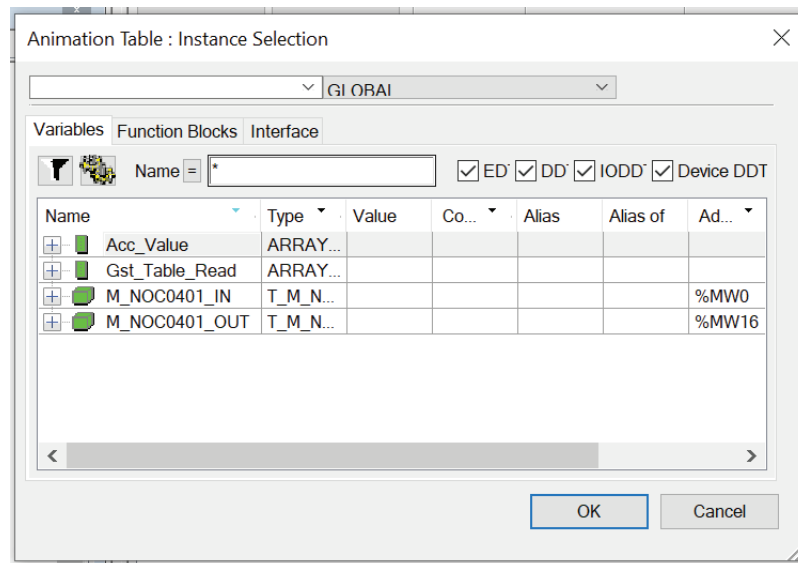 Animation Table : Instance Selection
GLOBAL
Variables Function Blocks Interface
Name = * ED DD IODD Device DDT
Name Type Value Co... Alias Alias of Ad...
Acc_Value ARRAY...
Gst_Table_Read ARRAY...
M_NOC0401_IN T_M_N... %MW0
M_NOC0401_OUT T_M_N... %MW16
OK Cancel